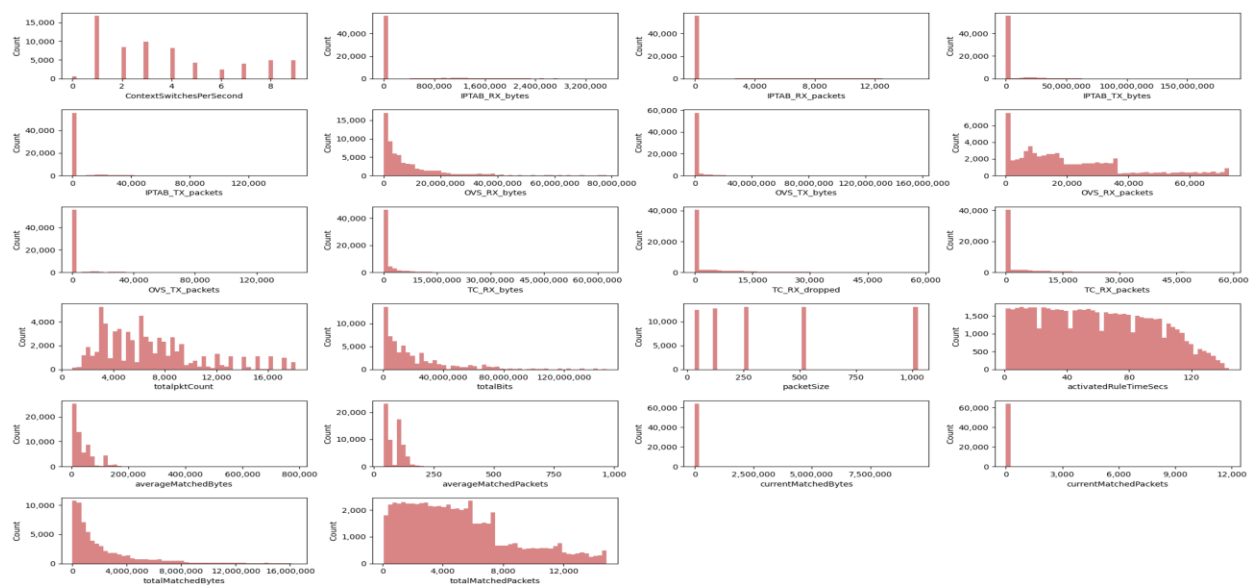 15,000
10,000
5,000
0
Count
0 2 4 6 8
ContextSwitchesPerSecond
40,000
20,000
0
Count
0 800,000 1,600,000 2,400,000 3,200,000
IPTAB_RX_bytes
40,000
20,000
0
Count
0 4,000 8,000 12,000
IPTAB_RX_packets
40,000
20,000
0
Count
0 50,000,000 100,000,000 150,000,000
IPTAB_TX_bytes
40,000
20,000
0
Count
0 40,000 80,000 120,000
IPTAB_TX_packets
15,000
10,000
5,000
0
Count
0 20,000,000 40,000,000 60,000,000 80,000,000
OVS_RX_bytes
60,000
40,000
20,000
0
Count
0 40,000,000 80,000,000 120,000,000 160,000,000
OVS_TX_bytes
6,000
4,000
2,000
0
Count
0 20,000 40,000 60,000
OVS_RX_packets
40,000
20,000
0
Count
0 40,000 80,000 120,000
OVS_TX_packets
40,000
20,000
0
Count
0 15,000,000 30,000,000 45,000,000 60,000,000
TC_RX_bytes
40,000
20,000
0
Count
0 15,000 30,000 45,000 60,000
TC_RX_dropped
40,000
20,000
0
Count
0 15,000 30,000 45,000 60,000
TC_RX_packets
4,000
2,000
0
Count
0 4,000 8,000 12,000 16,000
totalpktCount
10,000
5,000
0
Count
0 40,000,000 80,000,000 120,000,000
totalBits
10,000
5,000
0
Count
0 250 500 750 1,000
packetSize
1,500
1,000
500
0
Count
0 40 80 120
activatedRuleTimeSecs
20,000
10,000
0
Count
0 200,000 400,000 600,000 800,000
averageMatchedBytes
20,000
10,000
0
Count
0 250 500 750 1,000
averageMatchedPackets
60,000
40,000
20,000
0
Count
0 2,500,000 5,000,000 7,500,000
currentMatchedBytes
60,000
40,000
20,000
0
Count
0 3,000 6,000 9,000 12,000
currentMatchedPackets
10,000
5,000
0
Count
0 4,000,000 8,000,000 12,000,000 16,000,000
totalMatchedBytes
2,000
1,000
0
Count
0 4,000 8,000 12,000
totalMatchedPackets